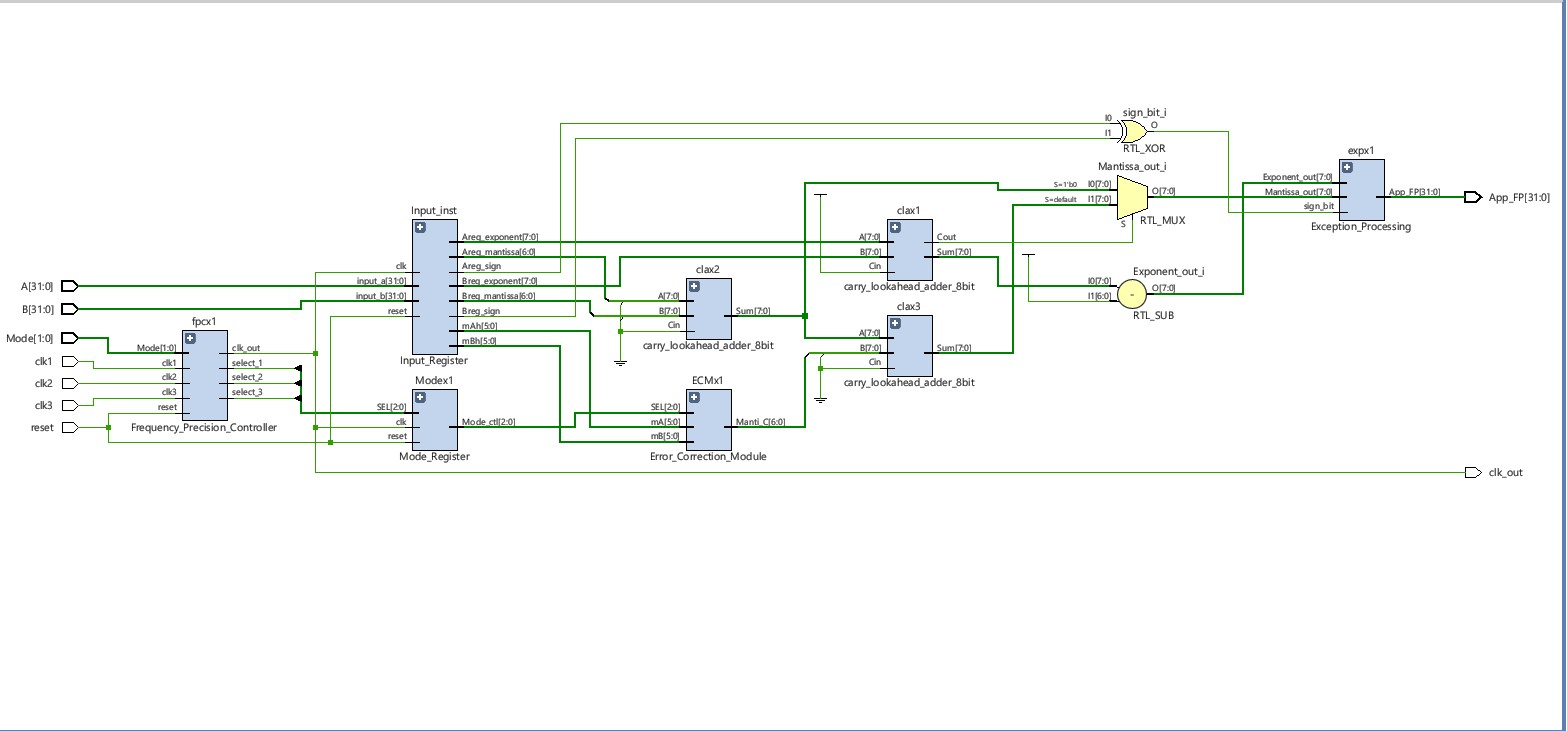 sign_bit_i
I0
I1
O
RTL_XOR
Mantissa_out_i
S=1'b0
I0[7:0]
S=default
I1[7:0]
O[7:0]
S
RTL_MUX
expx1
Exponent_out[7:0]
Mantissa_out[7:0]
sign_bit
App_FP[31:0]
Exception_Processing
App_FP[31:0]
Input_inst
clk
input_a[31:0]
input_b[31:0]
reset
Areg_exponent[7:0]
Areg_mantissa[6:0]
Areg_sign
Breg_exponent[7:0]
Breg_mantissa[6:0]
Breg_sign
mAh[5:0]
mBh[5:0]
Input_Register
clax1
A[7:0]
B[7:0]
Cin
Cout
Sum[7:0]
carry_lookahead_adder_8bit
clax2
A[7:0]
B[7:0]
Cin
Sum[7:0]
carry_lookahead_adder_8bit
Exponent_out_i
I0[7:0]
I1[6:0]
-
O[7:0]
RTL_SUB
clax3
A[7:0]
B[7:0]
Cin
Sum[7:0]
carry_lookahead_adder_8bit
A[31:0]
B[31:0]
Mode[1:0]
clk1
clk2
clk3
reset
fpcx1
Mode[1:0]
clk1
clk2
clk3
reset
clk_out
select_1
select_2
select_3
Frequency_Precision_Controller
Modex1
SEL[2:0]
clk
reset
Mode_ctl[2:0]
Mode_Register
ECMx1
SEL[2:0]
mA[5:0]
mB[5:0]
Manti_C[6:0]
Error_Correction_Module
clk_out